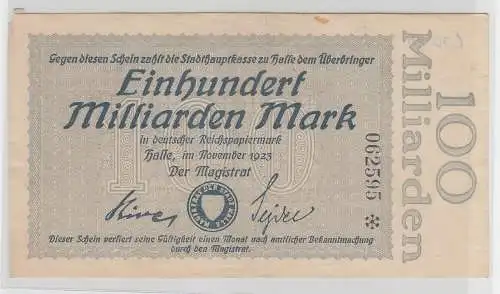 Gegen diesen Schein zahlt die Stadthauptkasse zu Halle dem Überbringer
Einhundert
Milliarden Mark
in deutscher Reichspapiermark
Halle, im November 1923
Der Magistrat
Dieser Schein verliert seine Gültigkeit einen Monat nach amtlicher Bekanntmachung
durch den Magistrat.
062595 *
100
Milliarden